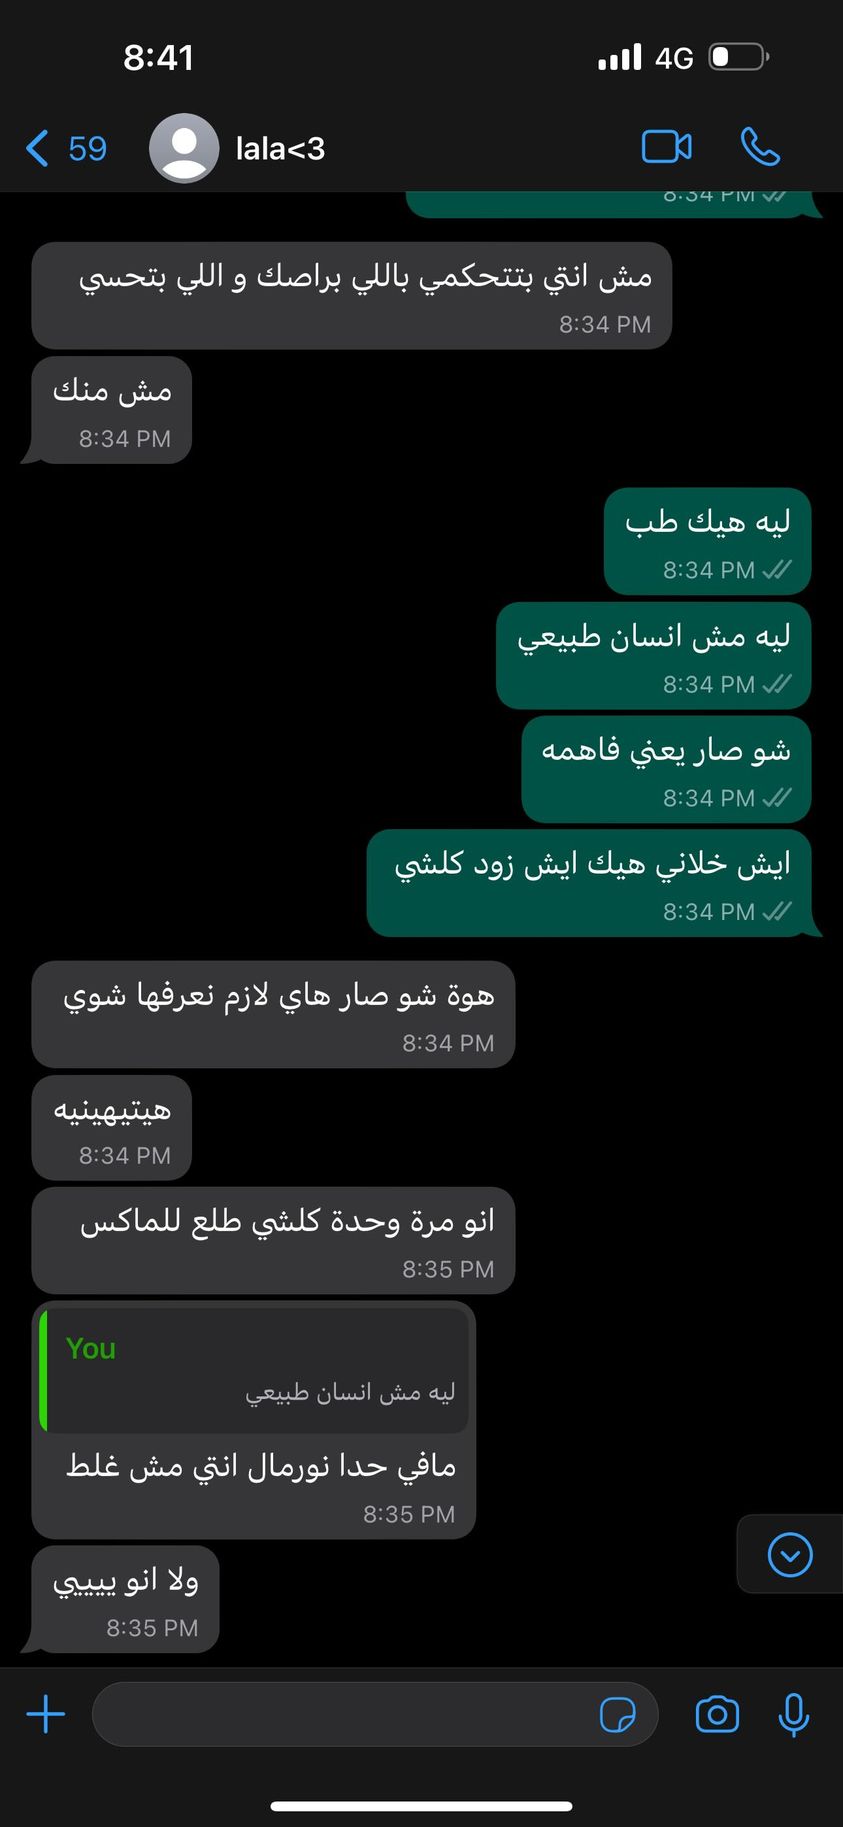 8:41
4G
59
lala<3
8:34 PM
مش انتي بتتحكمي باللي براصك و اللي بتحسي
8:34 PM
مش منك
8:34 PM
ليه هيك طب
8:34 PM
ليه مش انسان طبيعي
8:34 PM
شو صار يعني فاهمه
8:34 PM
ايش خلاني هيك ايش زود كلشي
8:34 PM
هوة شو صار هاي لازم نعرفها شوي
8:34 PM
هيتيهينيه
8:34 PM
انو مرة وحدة كلشي طلع للماكس
8:35 PM
You
ليه مش انسان طبيعي
مافي حدا نورمال انتي مش غلط
8:35 PM
ولا انو ييييي
8:35 PM